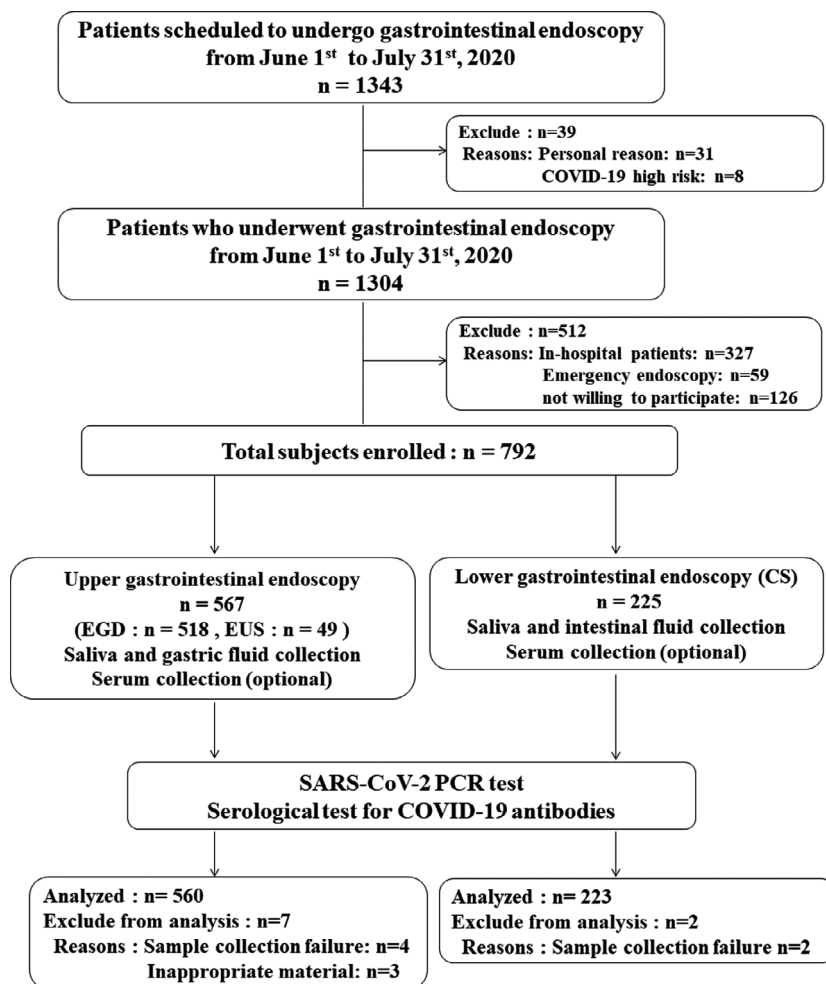 Patients scheduled to undergo gastrointestinal endoscopy
from June 1st to July 31st, 2020
n = 1343
Exclude : n=39
Reasons: Personal reason: n=31
COVID-19 high risk: n=8
Patients who underwent gastrointestinal endoscopy
from June 1st to July 31st, 2020
n = 1304
Exclude : n=512
Reasons: In-hospital patients: n=327
Emergency endoscopy: n=59
not willing to participate: n=126
Total subjects enrolled : n = 792
Upper gastrointestinal endoscopy
n = 567
(EGD : n = 518 , EUS : n = 49 )
Saliva and gastric fluid collection
Serum collection (optional)
Lower gastrointestinal endoscopy (CS)
n = 225
Saliva and intestinal fluid collection
Serum collection (optional)
SARS-CoV-2 PCR test
Serological test for COVID-19 antibodies
Analyzed : n= 560
Exclude from analysis : n=7
Reasons : Sample collection failure: n=4
Inappropriate material: n=3
Analyzed : n= 223
Exclude from analysis : n=2
Reasons : Sample collection failure n=2